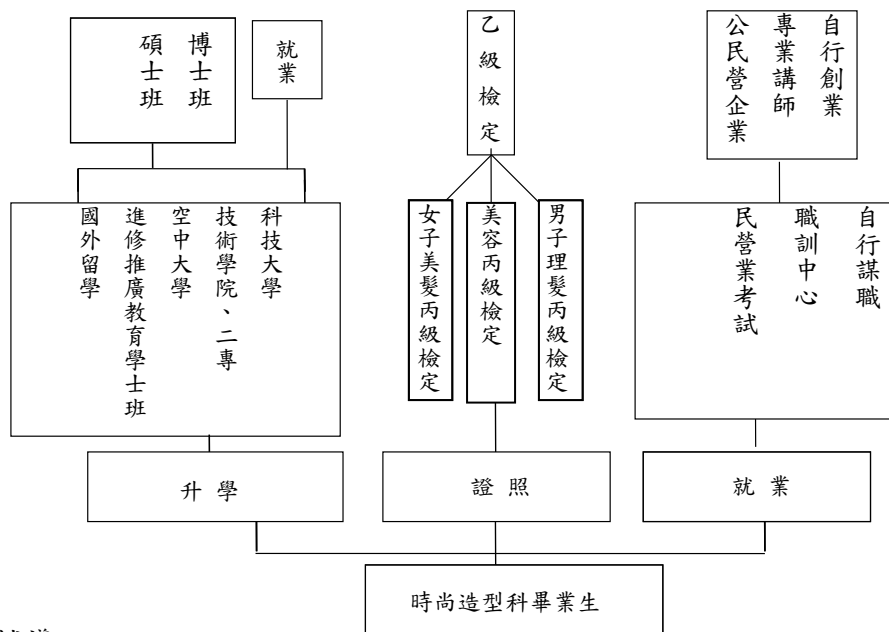 博士班
碩士班
就業
乙級檢定
自行創業
專業講師
公民營企業
科技大學
技術學院、二專
空中大學
進修推廣教育學士班
國外留學
女子美髮丙級檢定
美容丙級檢定
男子理髮丙級檢定
自行謀職
職訓中心
民營業考試
升學
證照
就業
時尚造型科畢業生